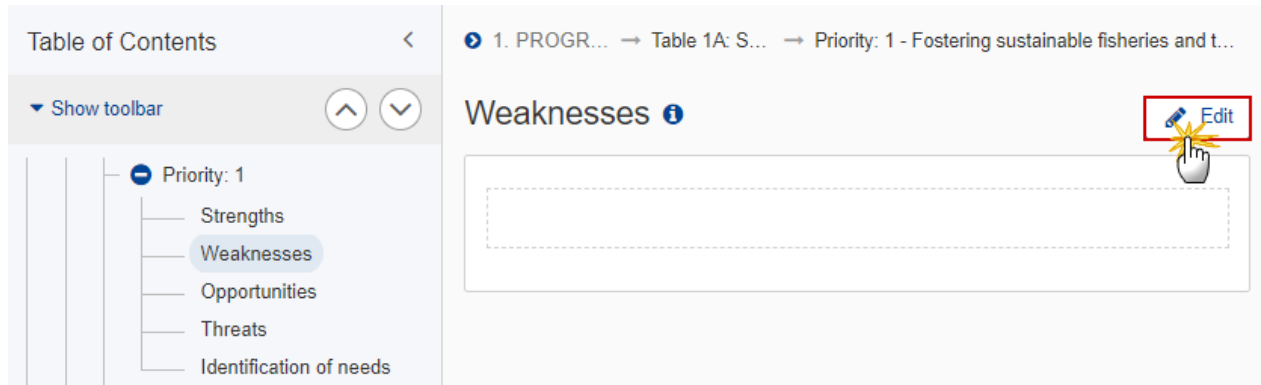 Table of Contents
1. PROGR... → Table 1A: S... → Priority: 1 - Fostering sustainable fisheries and t...
Show toolbar
Weaknesses
Edit
Priority: 1
Strengths
Weaknesses
Opportunities
Threats
Identification of needs